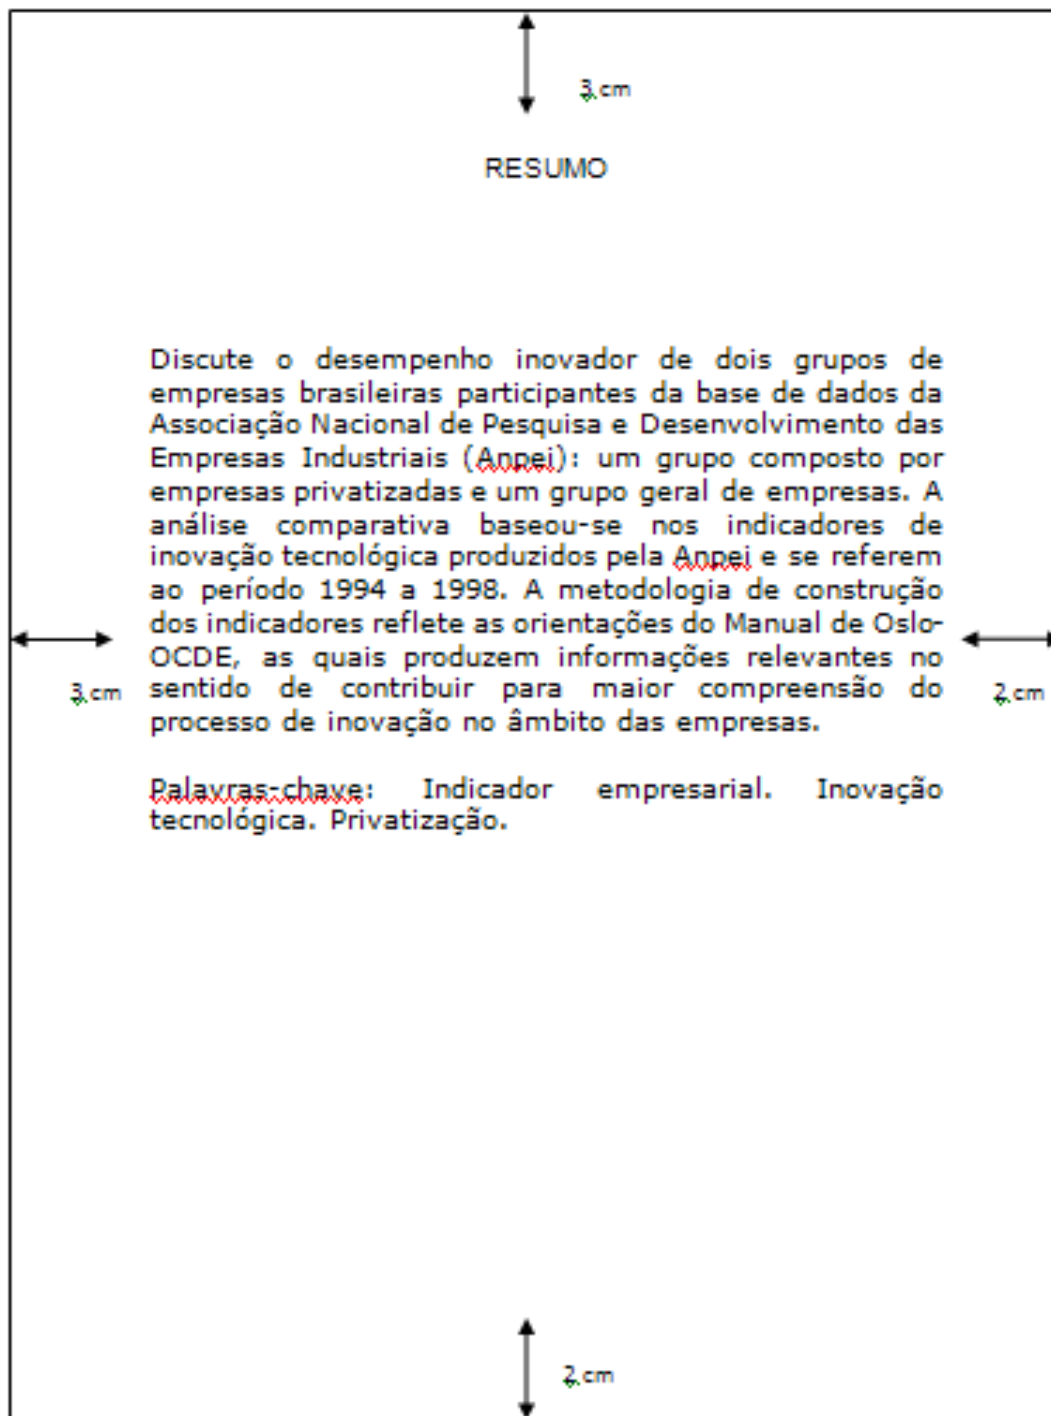 3 cm
RESUMO
Discute o desempenho inovador de dois grupos de
empresas brasileiras participantes da base de dados da
Associação Nacional de Pesquisa e Desenvolvimento das
Empresas Industriais (Anpei): um grupo composto por
empresas privatizadas e um grupo geral de empresas. A
análise comparativa baseou-se nos indicadores de
inovação tecnológica produzidos pela Anpei e se referem
ao período 1994 a 1998. A metodologia de construção
dos indicadores reflete as orientações do Manual de Oslo-
OCDE, as quais produzem informações relevantes no
sentido de contribuir para maior compreensão do
processo de inovação no âmbito das empresas.
3 cm
2 cm
Palavras-chave: Indicador empresarial. Inovação
tecnológica. Privatização.
2 cm